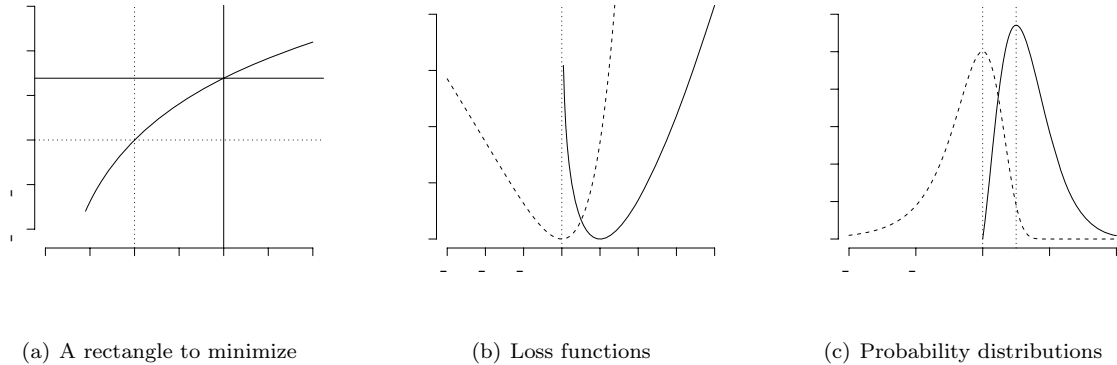 (a) A rectangle to minimize
(b) Loss functions
(c) Probability distributions